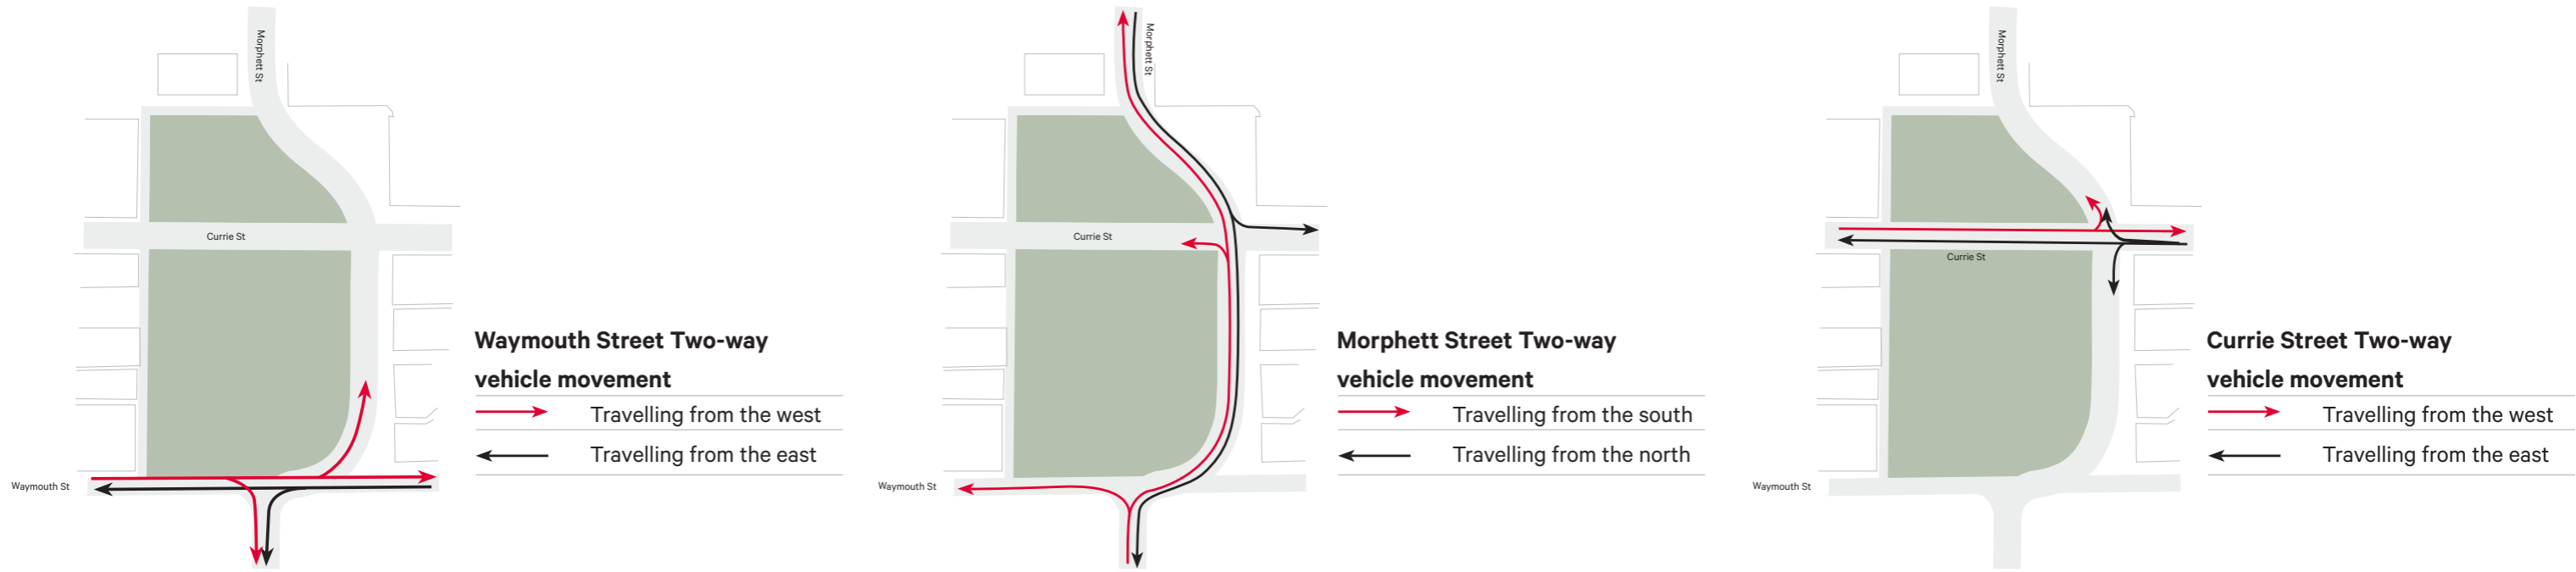 Morphett St
Currie St
Waymouth St
Waymouth Street Two-way
vehicle movement
Travelling from the west
Travelling from the east
Morphett St
Currie St
Waymouth St
Morphett Street Two-way
vehicle movement
Travelling from the south
Travelling from the north
Morphett St
Currie St
Waymouth St
Currie Street Two-way
vehicle movement
Travelling from the west
Travelling from the east